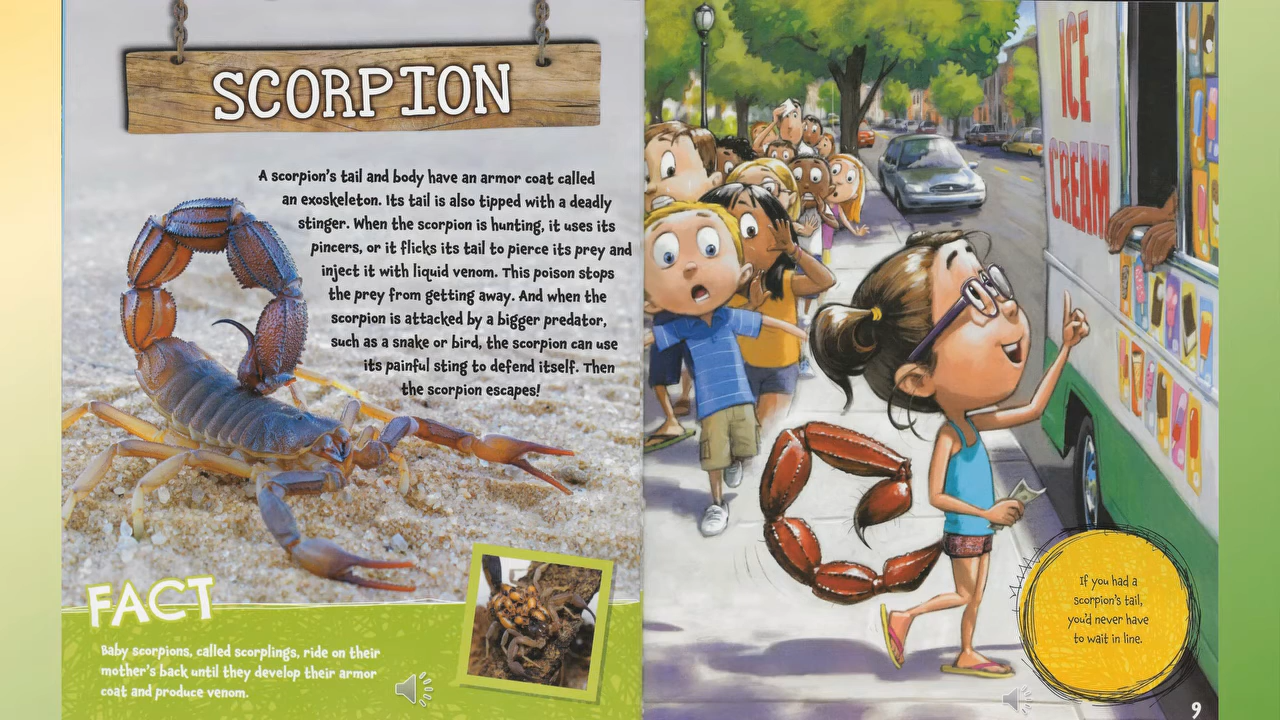 SCORPION
A scorpion's tail and body have an armor coat called
an exoskeleton. Its tail is also tipped with a deadly
stinger. When the scorpion is hunting, it uses its
pincers, or it flicks its tail to pierce its prey and
inject it with liquid venom. This poison stops
the prey from getting away. And when the
scorpion is attacked by a bigger predator,
such as a snake or bird, the scorpion can use
its painful sting to defend itself. Then
the scorpion escapes!
FACT
Baby scorpions, called scorplings, ride on their
mother's back until they develop their armor
coat and produce venom.
ICE
CREAM
If you had a
scorpion's tail,
you'd never have
to wait in line.
9